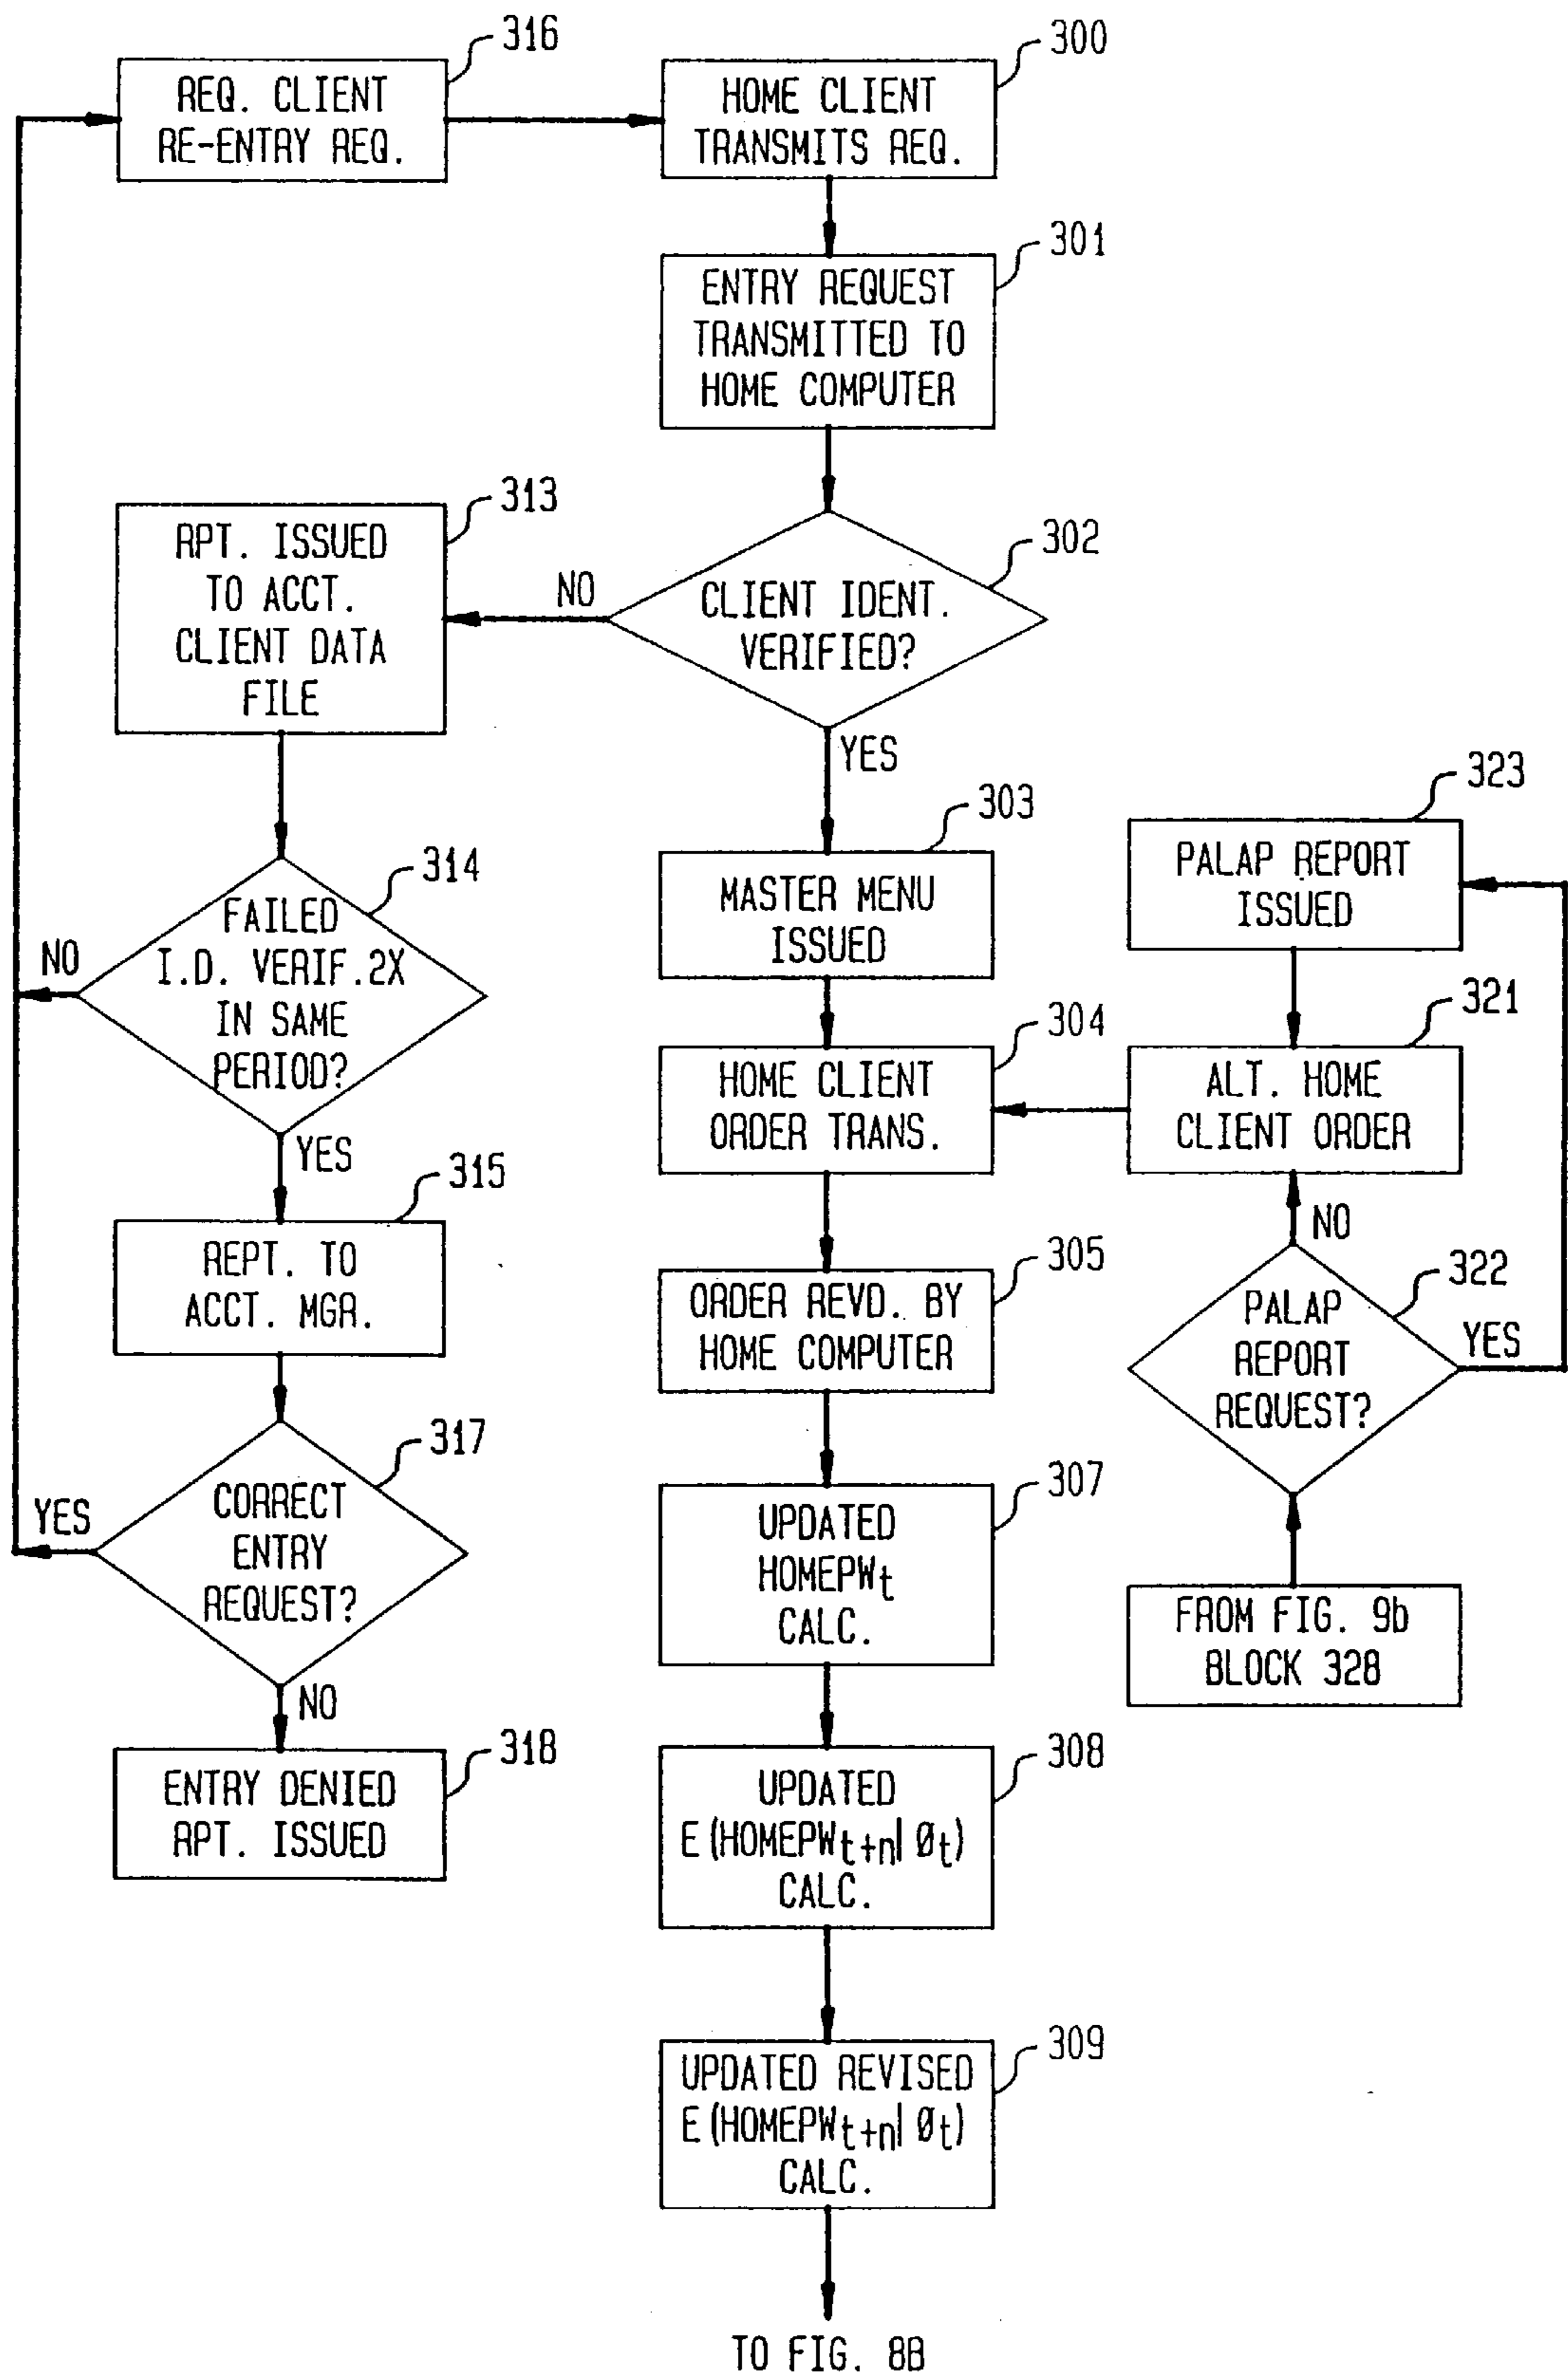 316
REQ. CLIENT
RE-ENTRY REQ.
300
HOME CLIENT
TRANSMITS REQ.
301
ENTRY REQUEST
TRANSMITTED TO
HOME COMPUTER
302
CLIENT IDENT.
VERIFIED?
NO
YES
313
RPT. ISSUED
TO ACCT.
CLIENT DATA
FILE
314
FAILED
I.D. VERIF.2X
IN SAME
PERIOD?
NO
YES
315
REPT. TO
ACCT. MGR.
317
CORRECT
ENTRY
REQUEST?
YES
NO
318
ENTRY DENIED
RPT. ISSUED
303
MASTER MENU
ISSUED
304
HOME CLIENT
ORDER TRANS.
305
ORDER REVD. BY
HOME COMPUTER
307
UPDATED
HOMEPWt
CALC.
308
UPDATED
E(HOMEPWt+n|Øt)
CALC.
309
UPDATED REVISED
E(HOMEPWt+n|Øt)
CALC.
TO FIG. 8B
323
PALAP REPORT
ISSUED
321
ALT. HOME
CLIENT ORDER
NO
322
PALAP
REPORT
REQUEST?
YES
FROM FIG. 9b
BLOCK 328